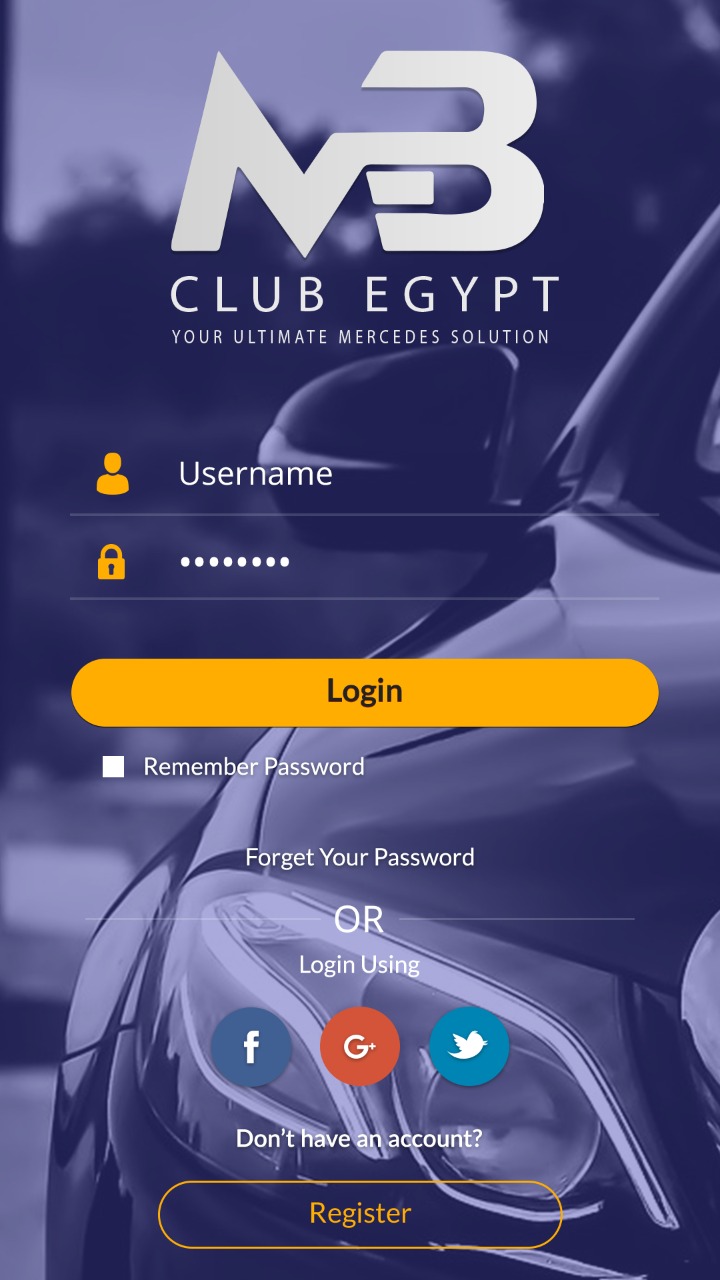 MB
CLUB EGYPT
YOUR ULTIMATE MERCEDES SOLUTION
Username
••••••••
Login
Remember Password
Forget Your Password
OR
Login Using
f G+
Don't have an account?
Register